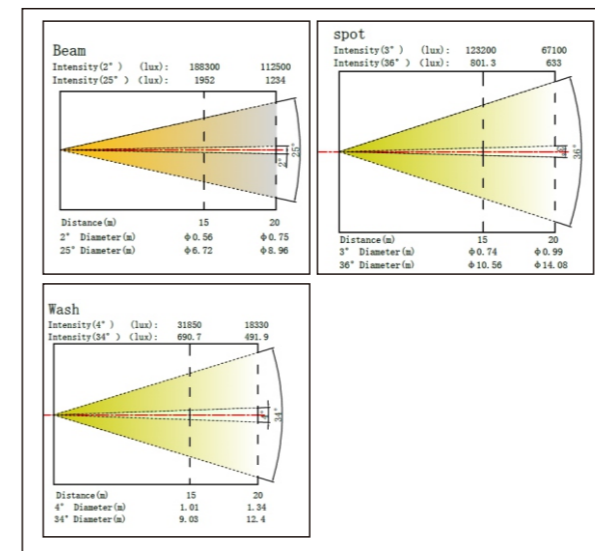 Beam
Intensity(2°) (lux): 188300 112500
Intensity(25°) (lux): 1952 1234
2°
25°
Distance(m) 15 20
2° Diameter(m) ϕ0.56 ϕ0.75
25° Diameter(m) ϕ6.72 ϕ8.96
spot
Intensity(3°) (lux): 123200 67100
Intensity(36°) (lux): 801.3 633
36°
Distance(m) 15 20
3° Diameter(m) ϕ0.74 ϕ0.99
36° Diameter(m) ϕ10.56 ϕ14.08
Wash
Intensity(4°) (lux): 31850 18330
Intensity(34°) (lux): 690.7 491.9
4°
34°
Distance(m) 15 20
4° Diameter(m) 1.01 1.34
34° Diameter(m) 9.03 12.4